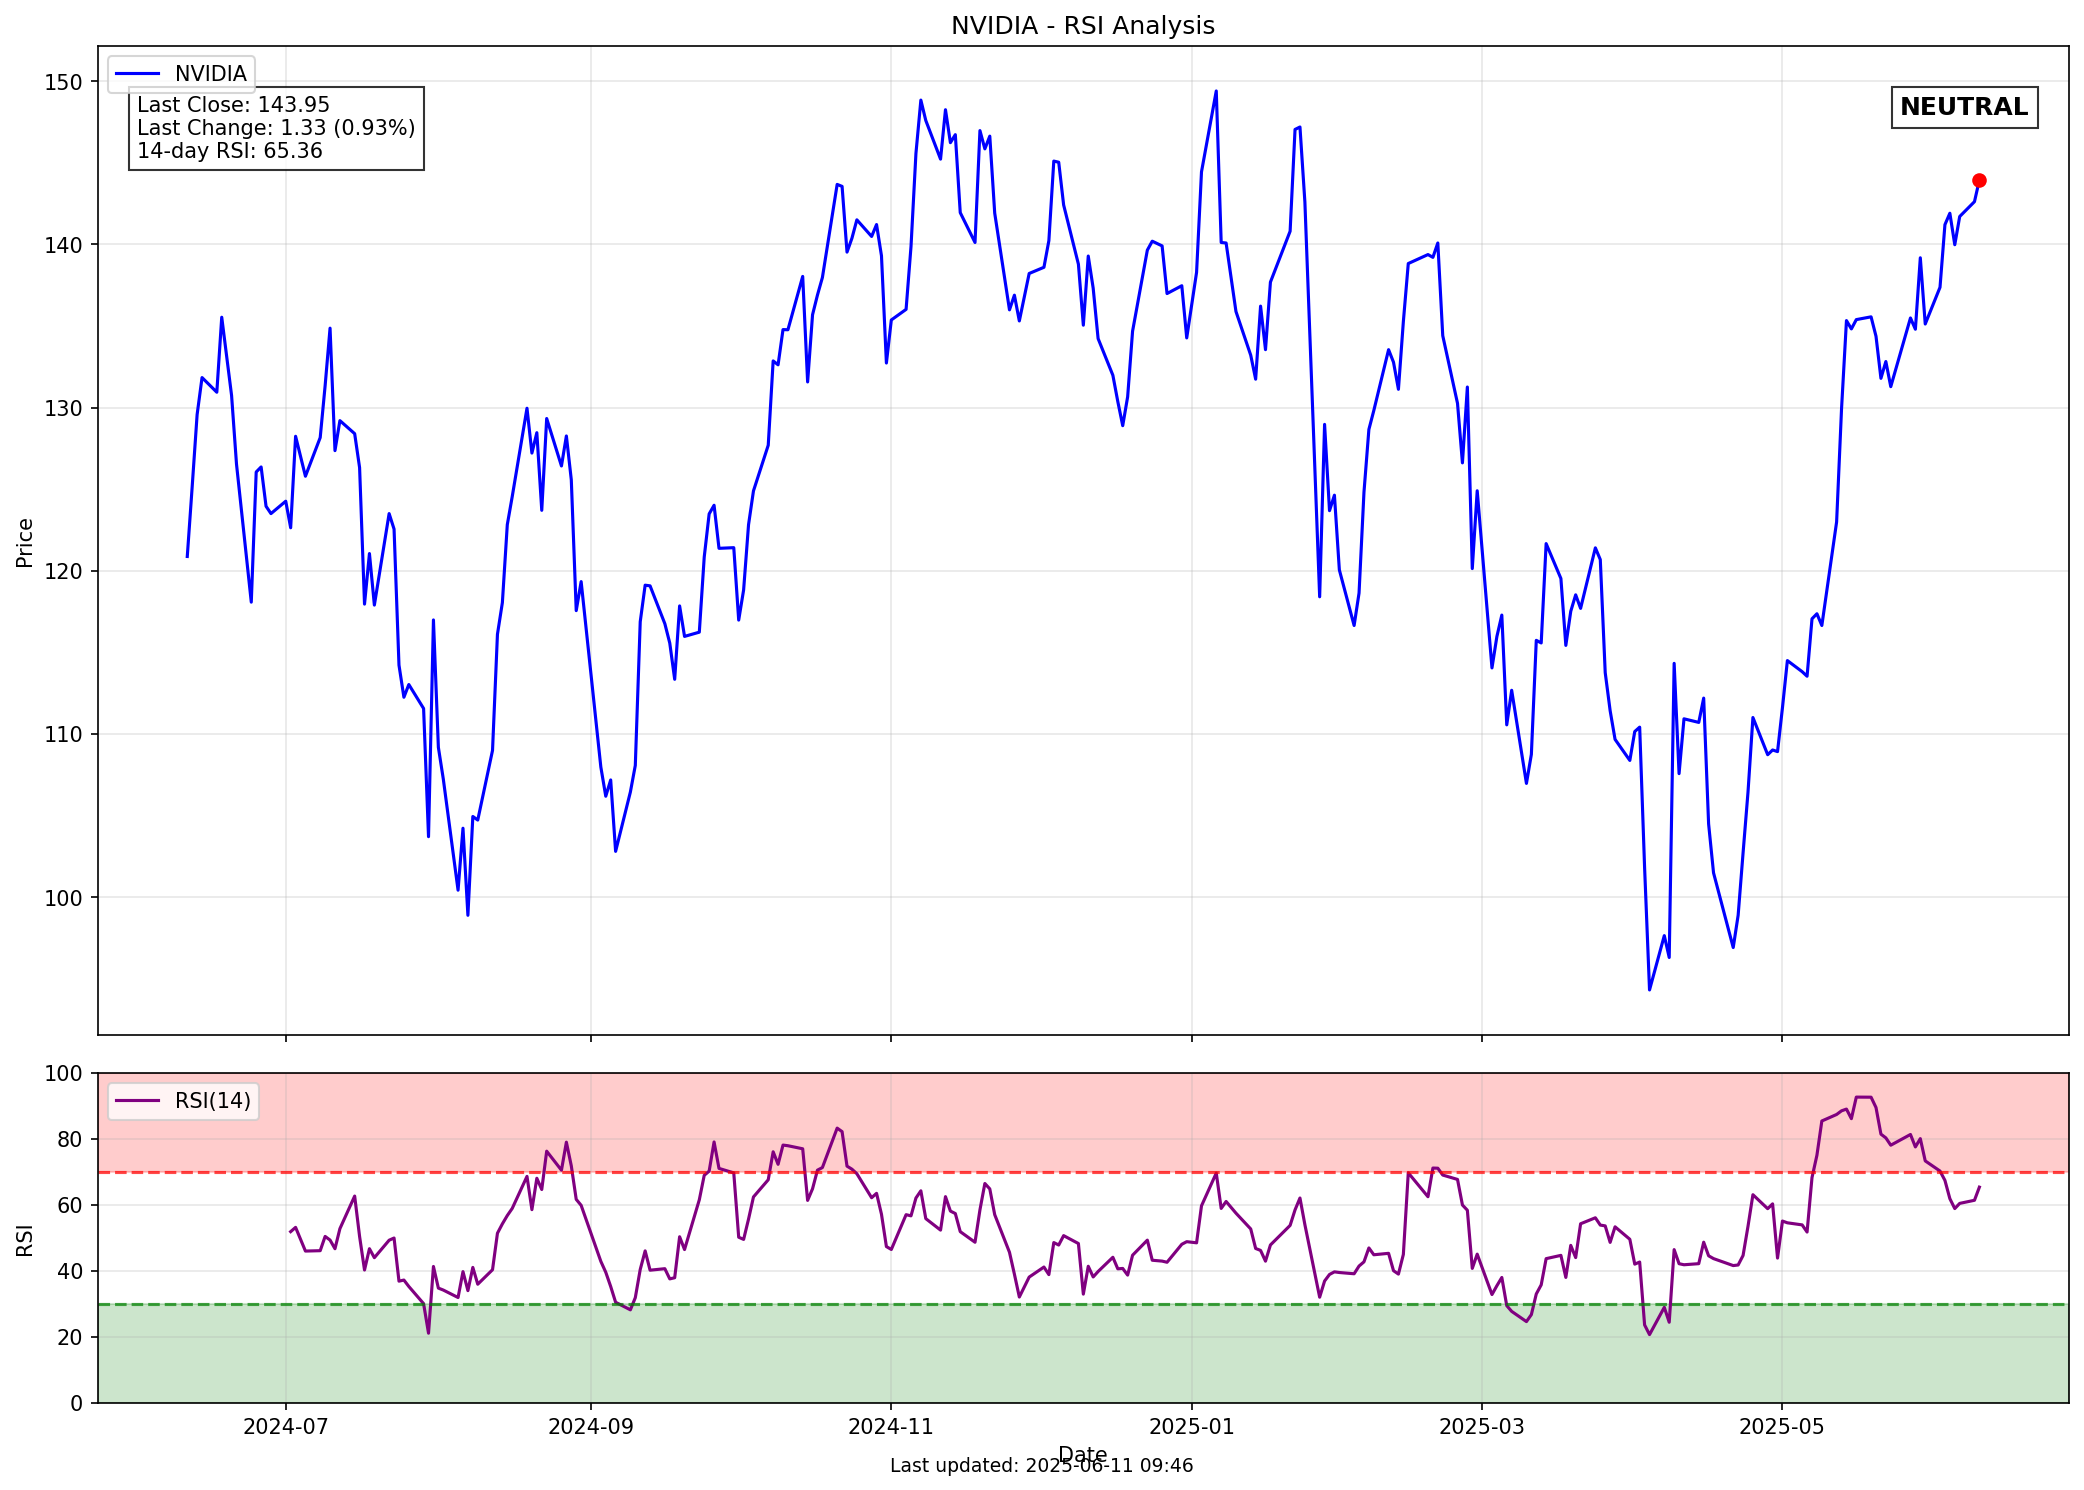 NVIDIA - RSI Analysis
NVIDIA
Last Close: 143.95
Last Change: 1.33 (0.93%)
14-day RSI: 65.36
NEUTRAL
Price
150
140
130
120
110
100
RSI(14)
RSI
100
80
60
40
20
0
2024-07
2024-09
2024-11
2025-01
2025-03
2025-05
Date
Last updated: 2025-06-11 09:46